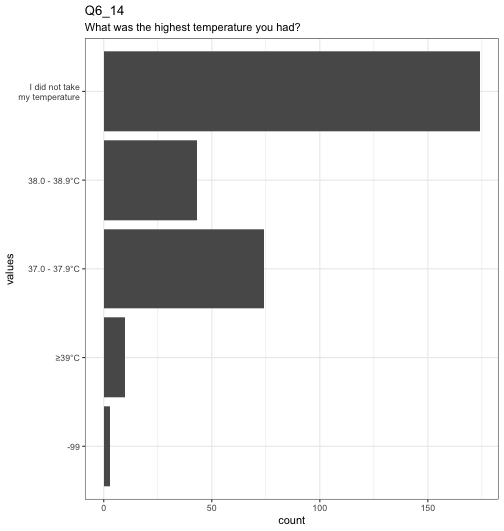 Q6_14
What was the highest temperature you had?
values
I did not take
my temperature
38.0 - 38.9°C
37.0 - 37.9°C
≥39°C
-99
0
50
100
150
count